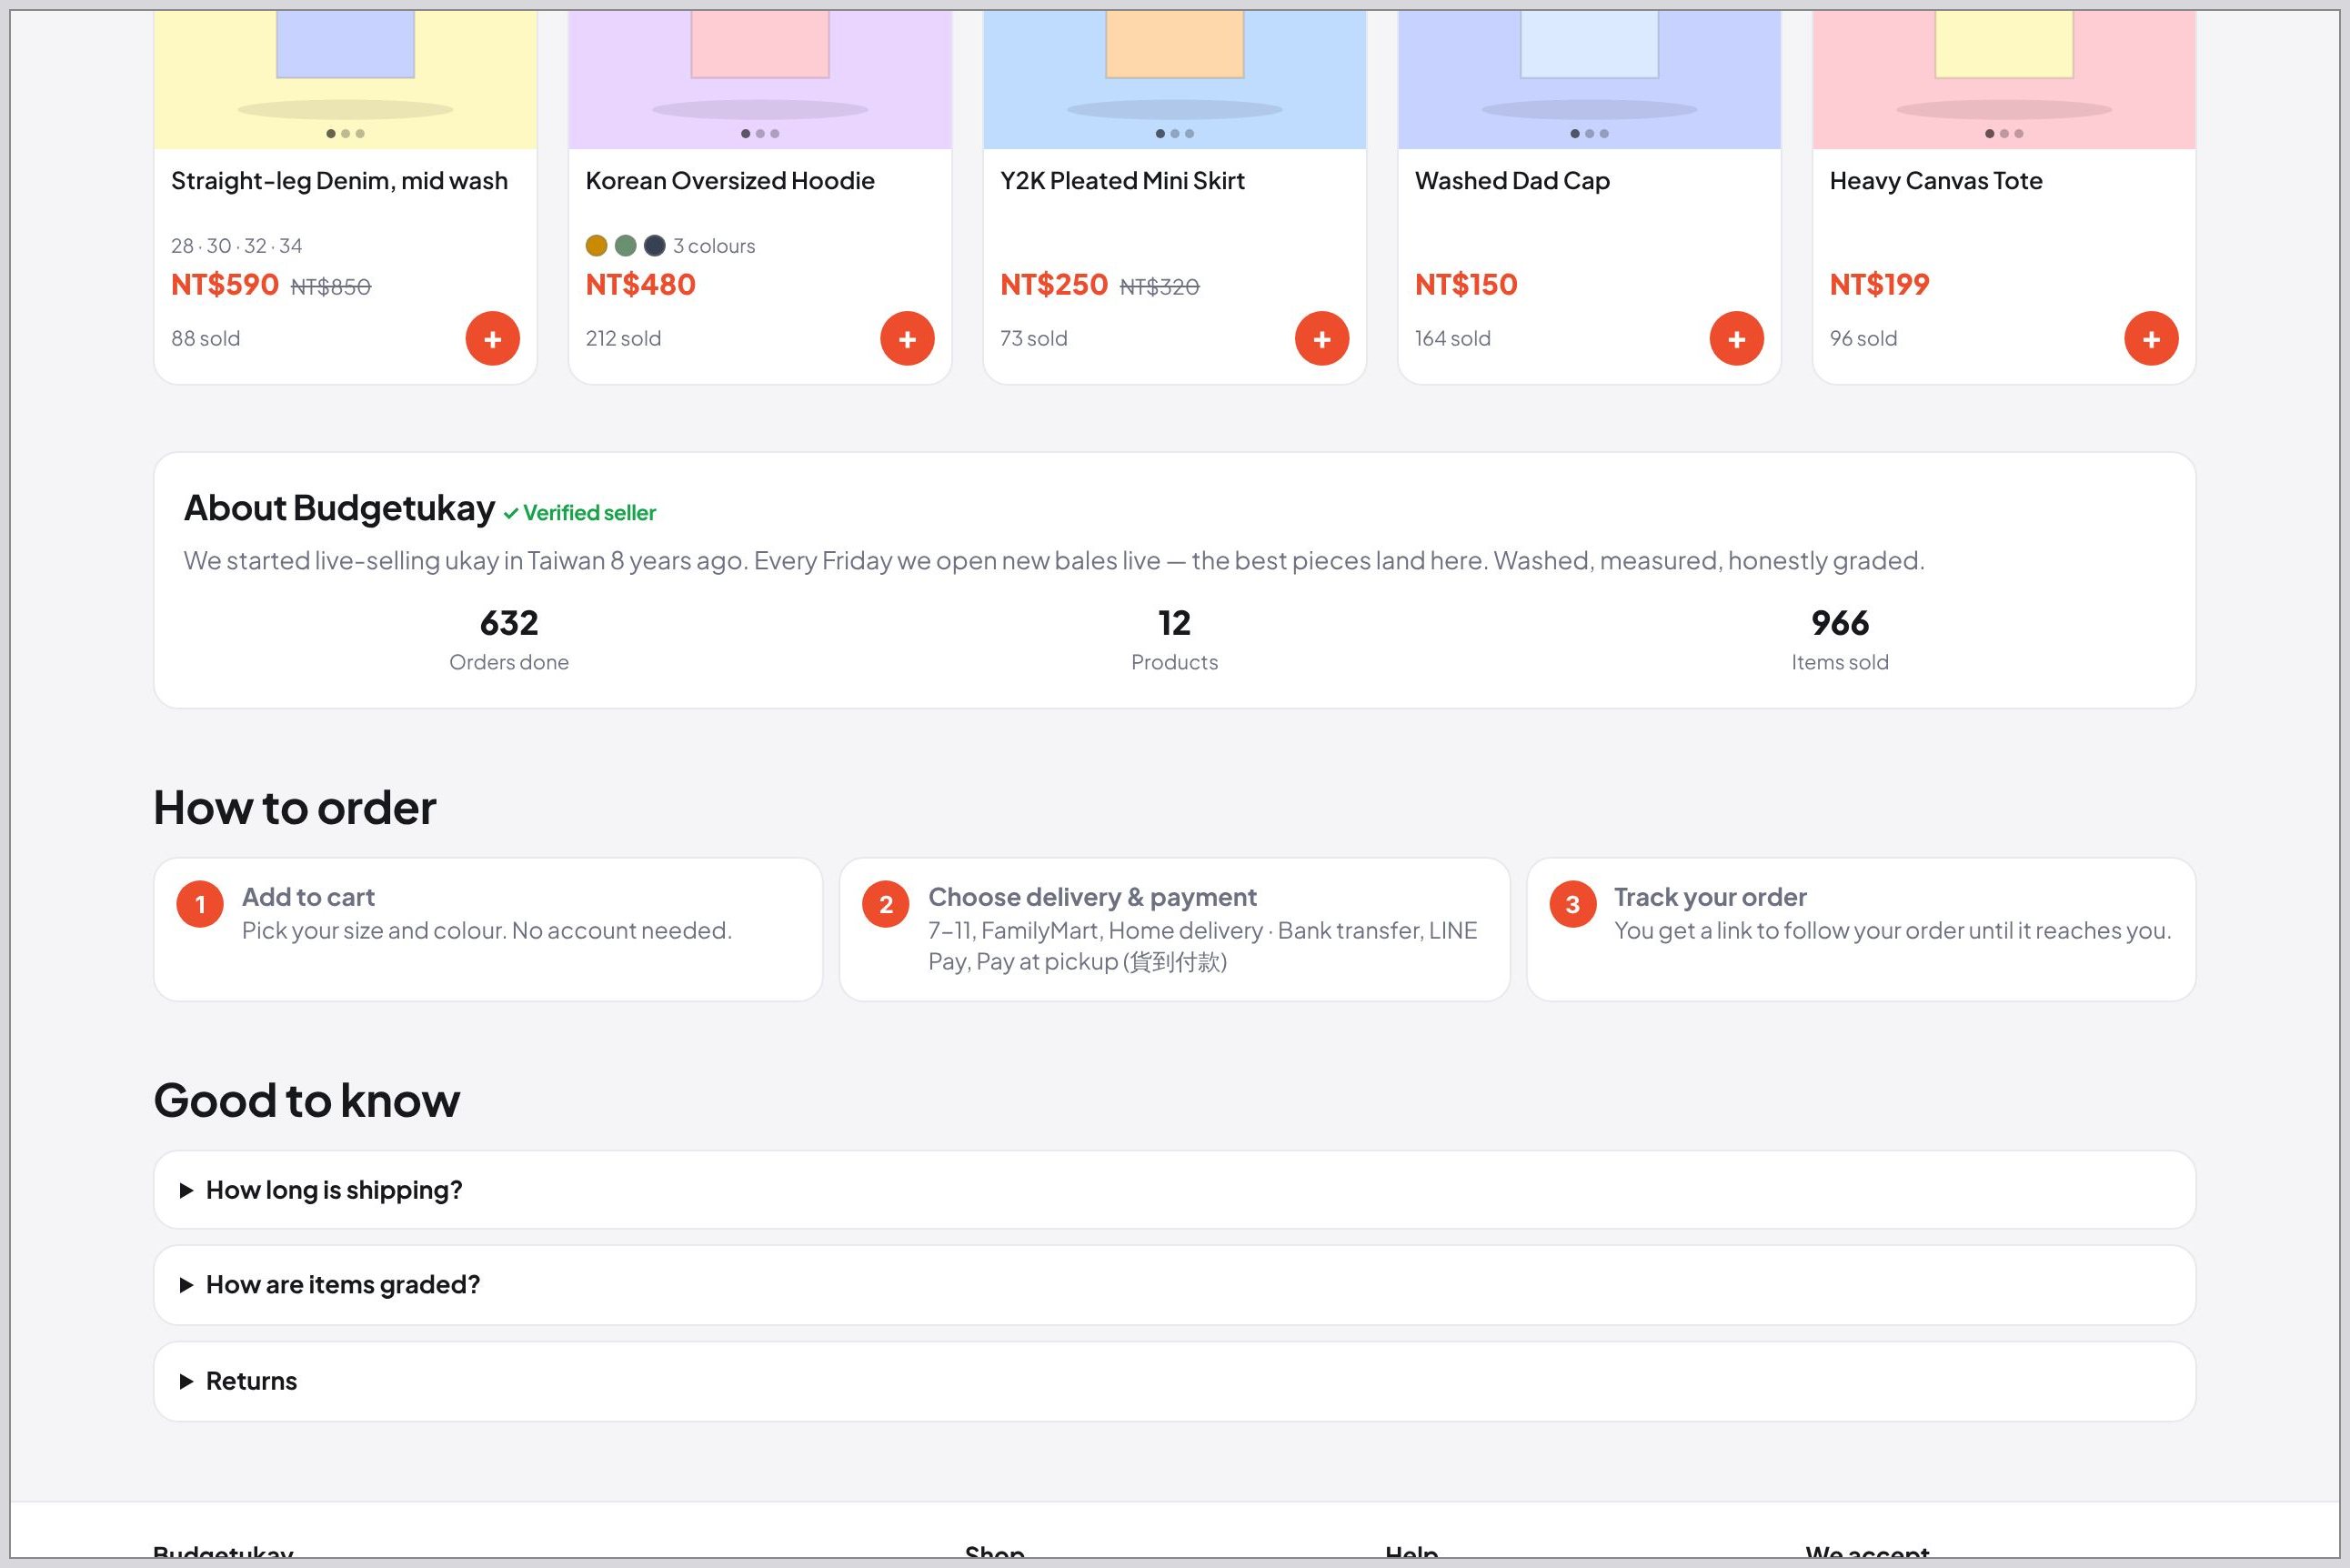 Straight-leg Denim, mid wash
28 · 30 · 32 · 34
NT$590 NT$850
88 sold
+
Korean Oversized Hoodie
3 colours
NT$480
212 sold
+
Y2K Pleated Mini Skirt
NT$250 NT$320
73 sold
+
Washed Dad Cap
NT$150
164 sold
+
Heavy Canvas Tote
NT$199
96 sold
+
About Budgetukay ✓ Verified seller
We started live-selling ukay in Taiwan 8 years ago. Every Friday we open new bales live — the best pieces land here. Washed, measured, honestly graded.
632
Orders done
12
Products
966
Items sold
How to order
1
Add to cart
Pick your size and colour. No account needed.
2
Choose delivery & payment
7-11, FamilyMart, Home delivery · Bank transfer, LINE
Pay, Pay at pickup (貨到付款)
3
Track your order
You get a link to follow your order until it reaches you.
Good to know
How long is shipping?
How are items graded?
Returns
Budgetukay
Shop
Help
We accept